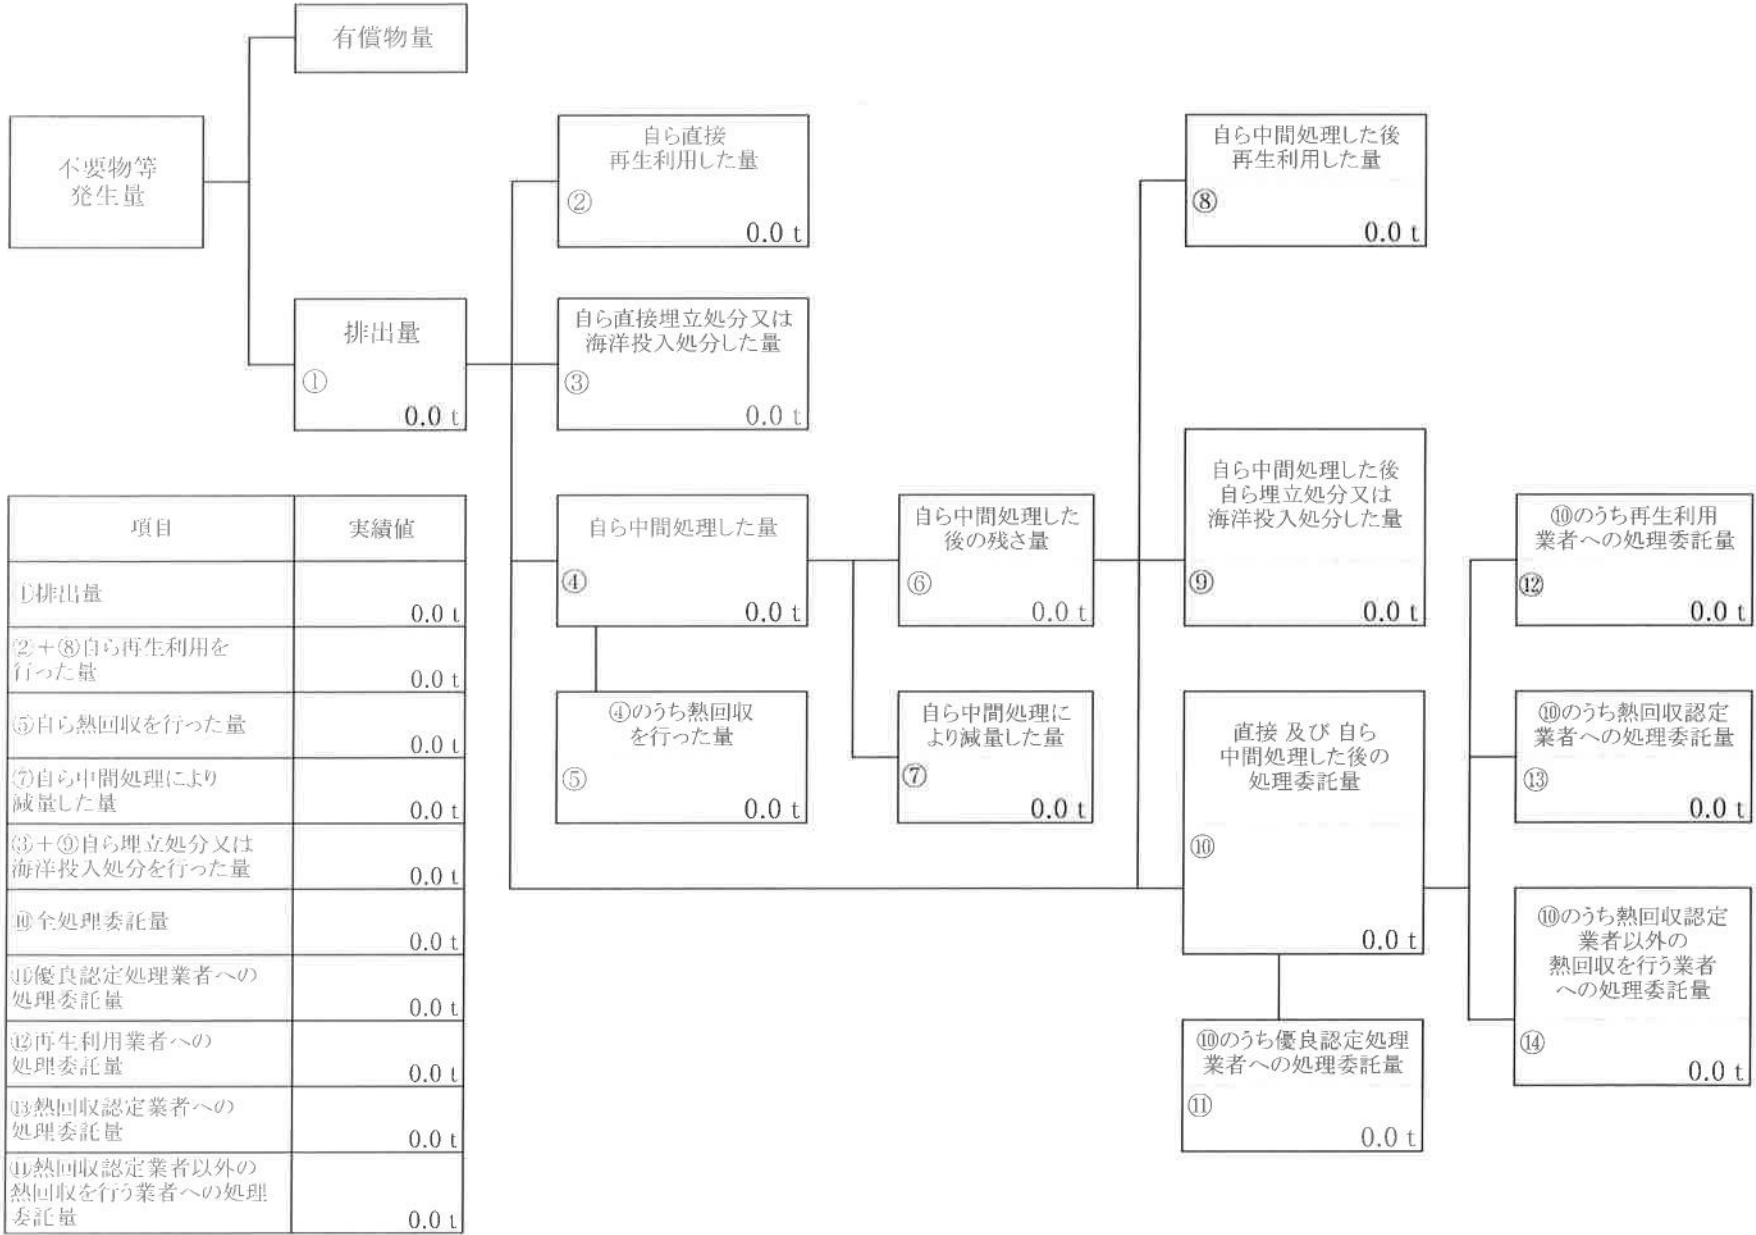 有償物量
不要物等
発生量
排出量
①
0.0 t
自ら直接
再生利用した量
②
0.0 t
自ら直接埋立処分又は
海洋投入処分した量
③
0.0 t
自ら中間処理した量
④
0.0 t
④のうち熱回収
を行った量
⑤
0.0 t
自ら中間処理した
後の残さ量
⑥
0.0 t
自ら中間処理に
より減量した量
⑦
0.0 t
自ら中間処理した後
再生利用した量
⑧
0.0 t
自ら中間処理した後
自ら埋立処分又は
海洋投入処分した量
⑨
0.0 t
直接 及び 自ら
中間処理した後の
処理委託量
⑩
0.0 t
⑩のうち優良認定処理
業者への処理委託量
⑪
0.0 t
⑩のうち再生利用
業者への処理委託量
⑫
0.0 t
⑩のうち熱回収認定
業者への処理委託量
⑬
0.0 t
⑩のうち熱回収認定
業者以外の
熱回収を行う業者
への処理委託量
⑭
0.0 t
項目 実績値
①排出量
0.0 t
②+⑧自ら再生利用を
行った量
0.0 t
⑤自ら熱回収を行った量
0.0 t
⑦自ら中間処理により
減量した量
0.0 t
③+⑨自ら埋立処分又は
海洋投入処分を行った量
0.0 t
⑩全処理委託量
0.0 t
⑪優良認定処理業者への
処理委託量
0.0 t
⑫再生利用業者への
処理委託量
0.0 t
⑬熱回収認定業者への
処理委託量
0.0 t
⑭熱回収認定業者以外の
熱回収を行う業者への処理
委託量
0.0 t